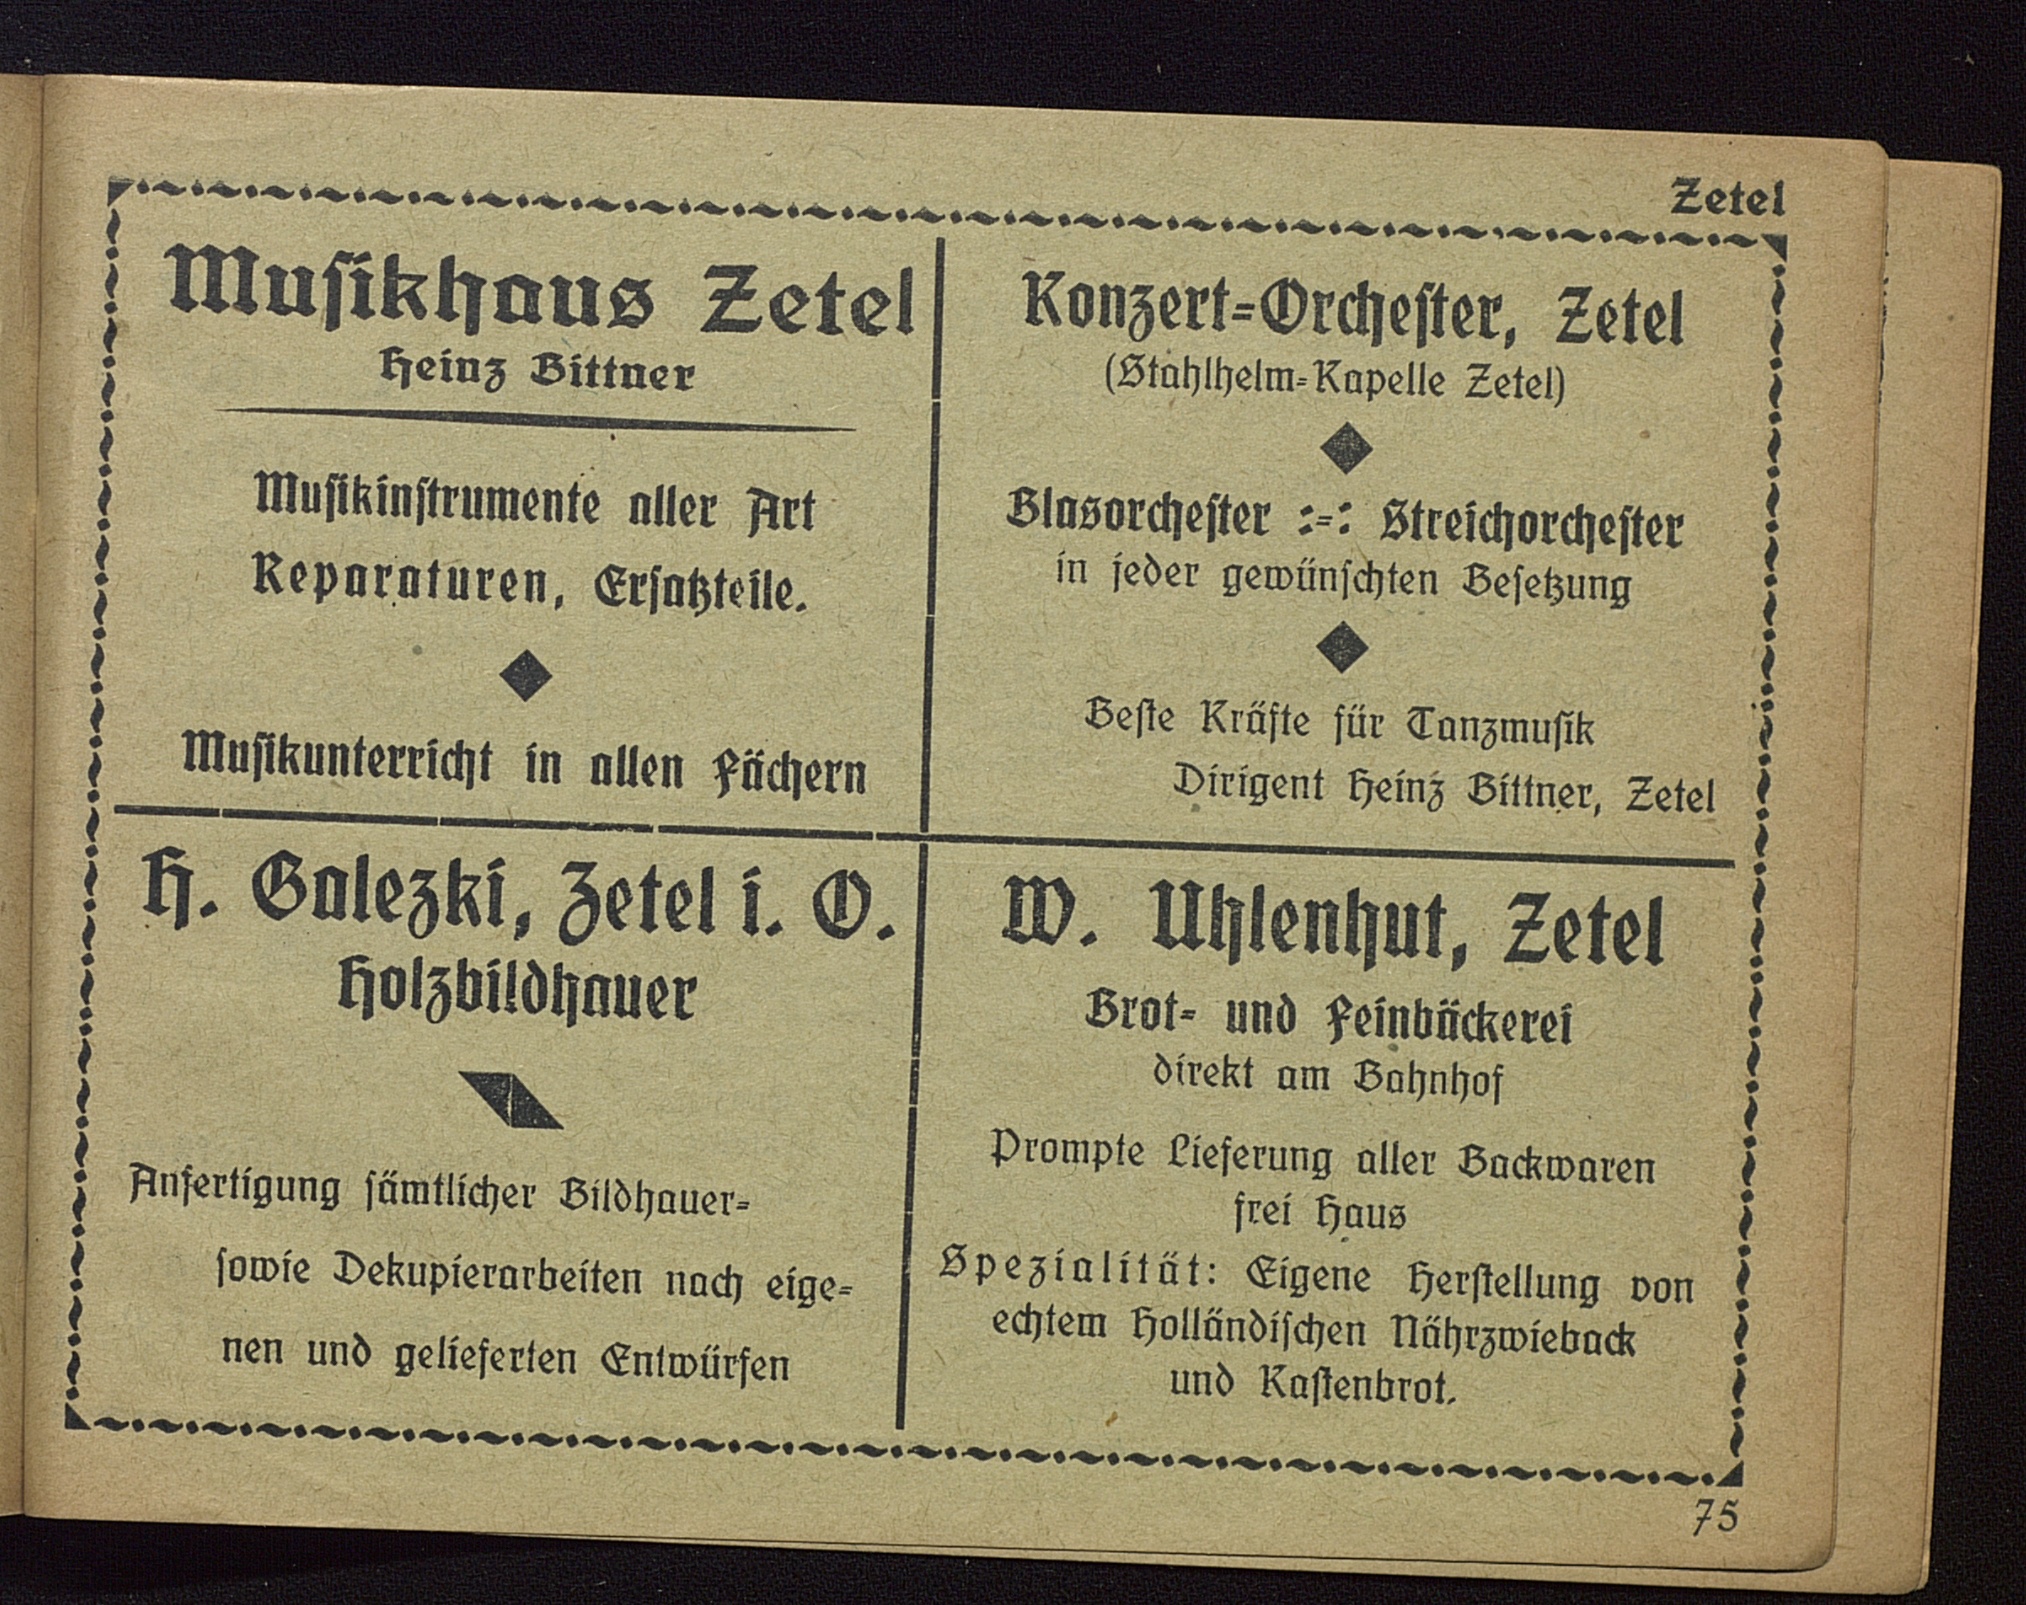 Zetel
Musikhaus Zetel
Heinz Bittner
Musikinstrumente aller Art
Reparaturen, Ersatzteile.
Musikunterricht in allen Fächern
Konzert=Orchester, Zetel
(Stahlhelm=Kapelle Zetel)
Blasorchester :=: Streichorchester
in jeder gewünschten Besetzung
Beste Kräfte für Tanzmusik
Dirigent Heinz Bittner, Zetel
H. Galezki, Zetel i. O.
Holzbildhauer
Anfertigung sämtlicher Bildhauer=
sowie Dekupierarbeiten nach eige=
nen und gelieferten Entwürfen
W. Uhlenhut, Zetel
Brot= und Feinbäckerei
direkt am Bahnhof
Prompte Lieferung aller Backwaren
frei Haus
Spezialität: Eigene Herstellung von
echtem Holländischen Nährzwieback
und Kastenbrot.
75